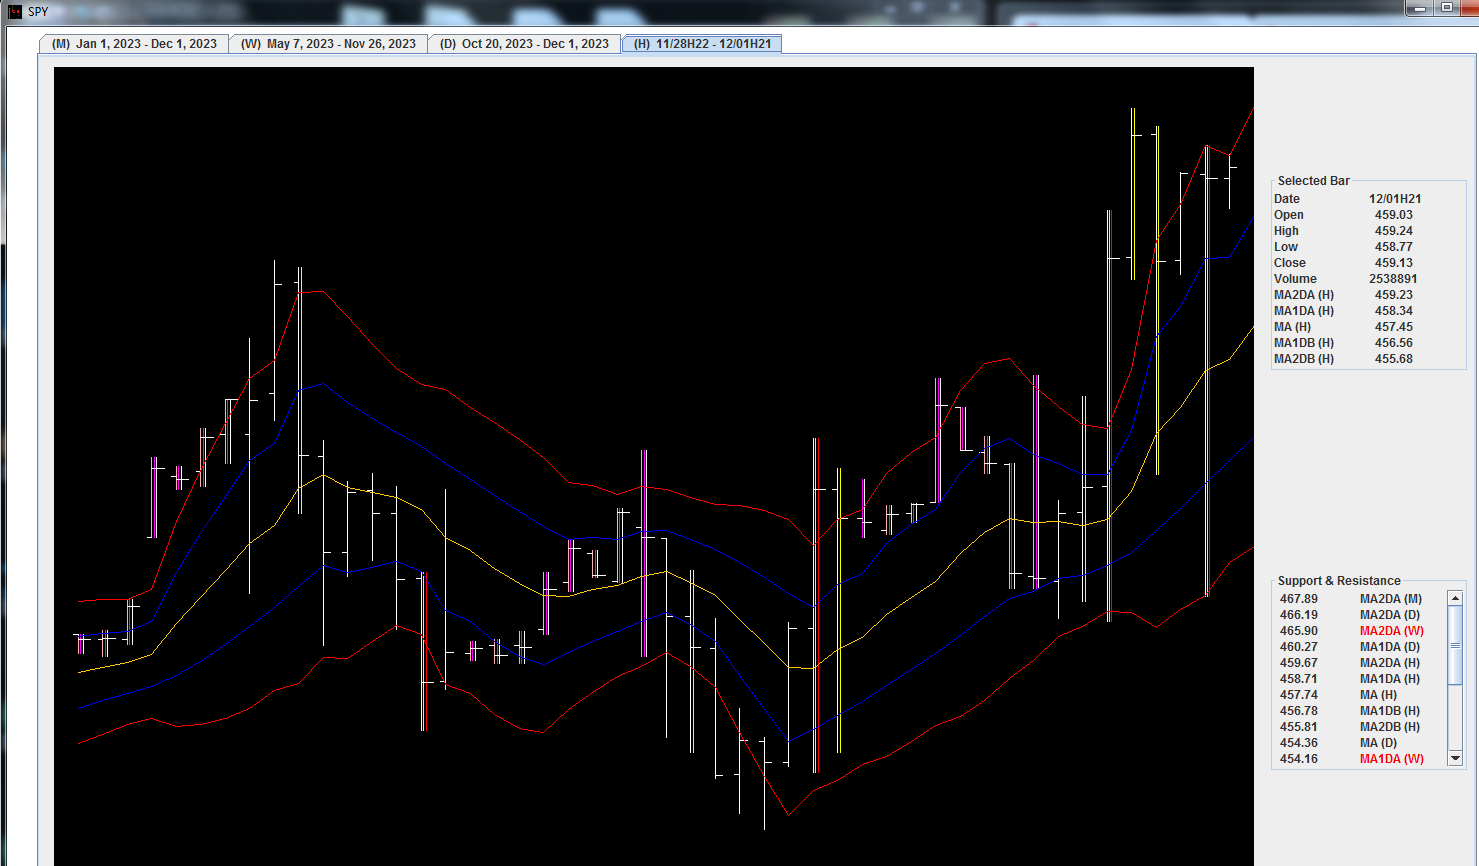 SPY
(M) Jan 1, 2023 - Dec 1, 2023
(W) May 7, 2023 - Nov 26, 2023
(D) Oct 20, 2023 - Dec 1, 2023
(H) 11/28H22 - 12/01H21
Selected Bar
Date 12/01H21
Open 459.03
High 459.24
Low 458.77
Close 459.13
Volume 2538891
MA2DA (H) 459.23
MA1DA (H) 458.34
MA (H) 457.45
MA1DB (H) 456.56
MA2DB (H) 455.68
Support & Resistance
467.89 MA2DA (M)
466.19 MA2DA (D)
465.90 MA2DA (W)
460.27 MA1DA (D)
459.67 MA2DA (H)
458.71 MA1DA (H)
457.74 MA (H)
456.78 MA1DB (H)
455.81 MA2DB (H)
454.36 MA (D)
454.16 MA1DA (W)